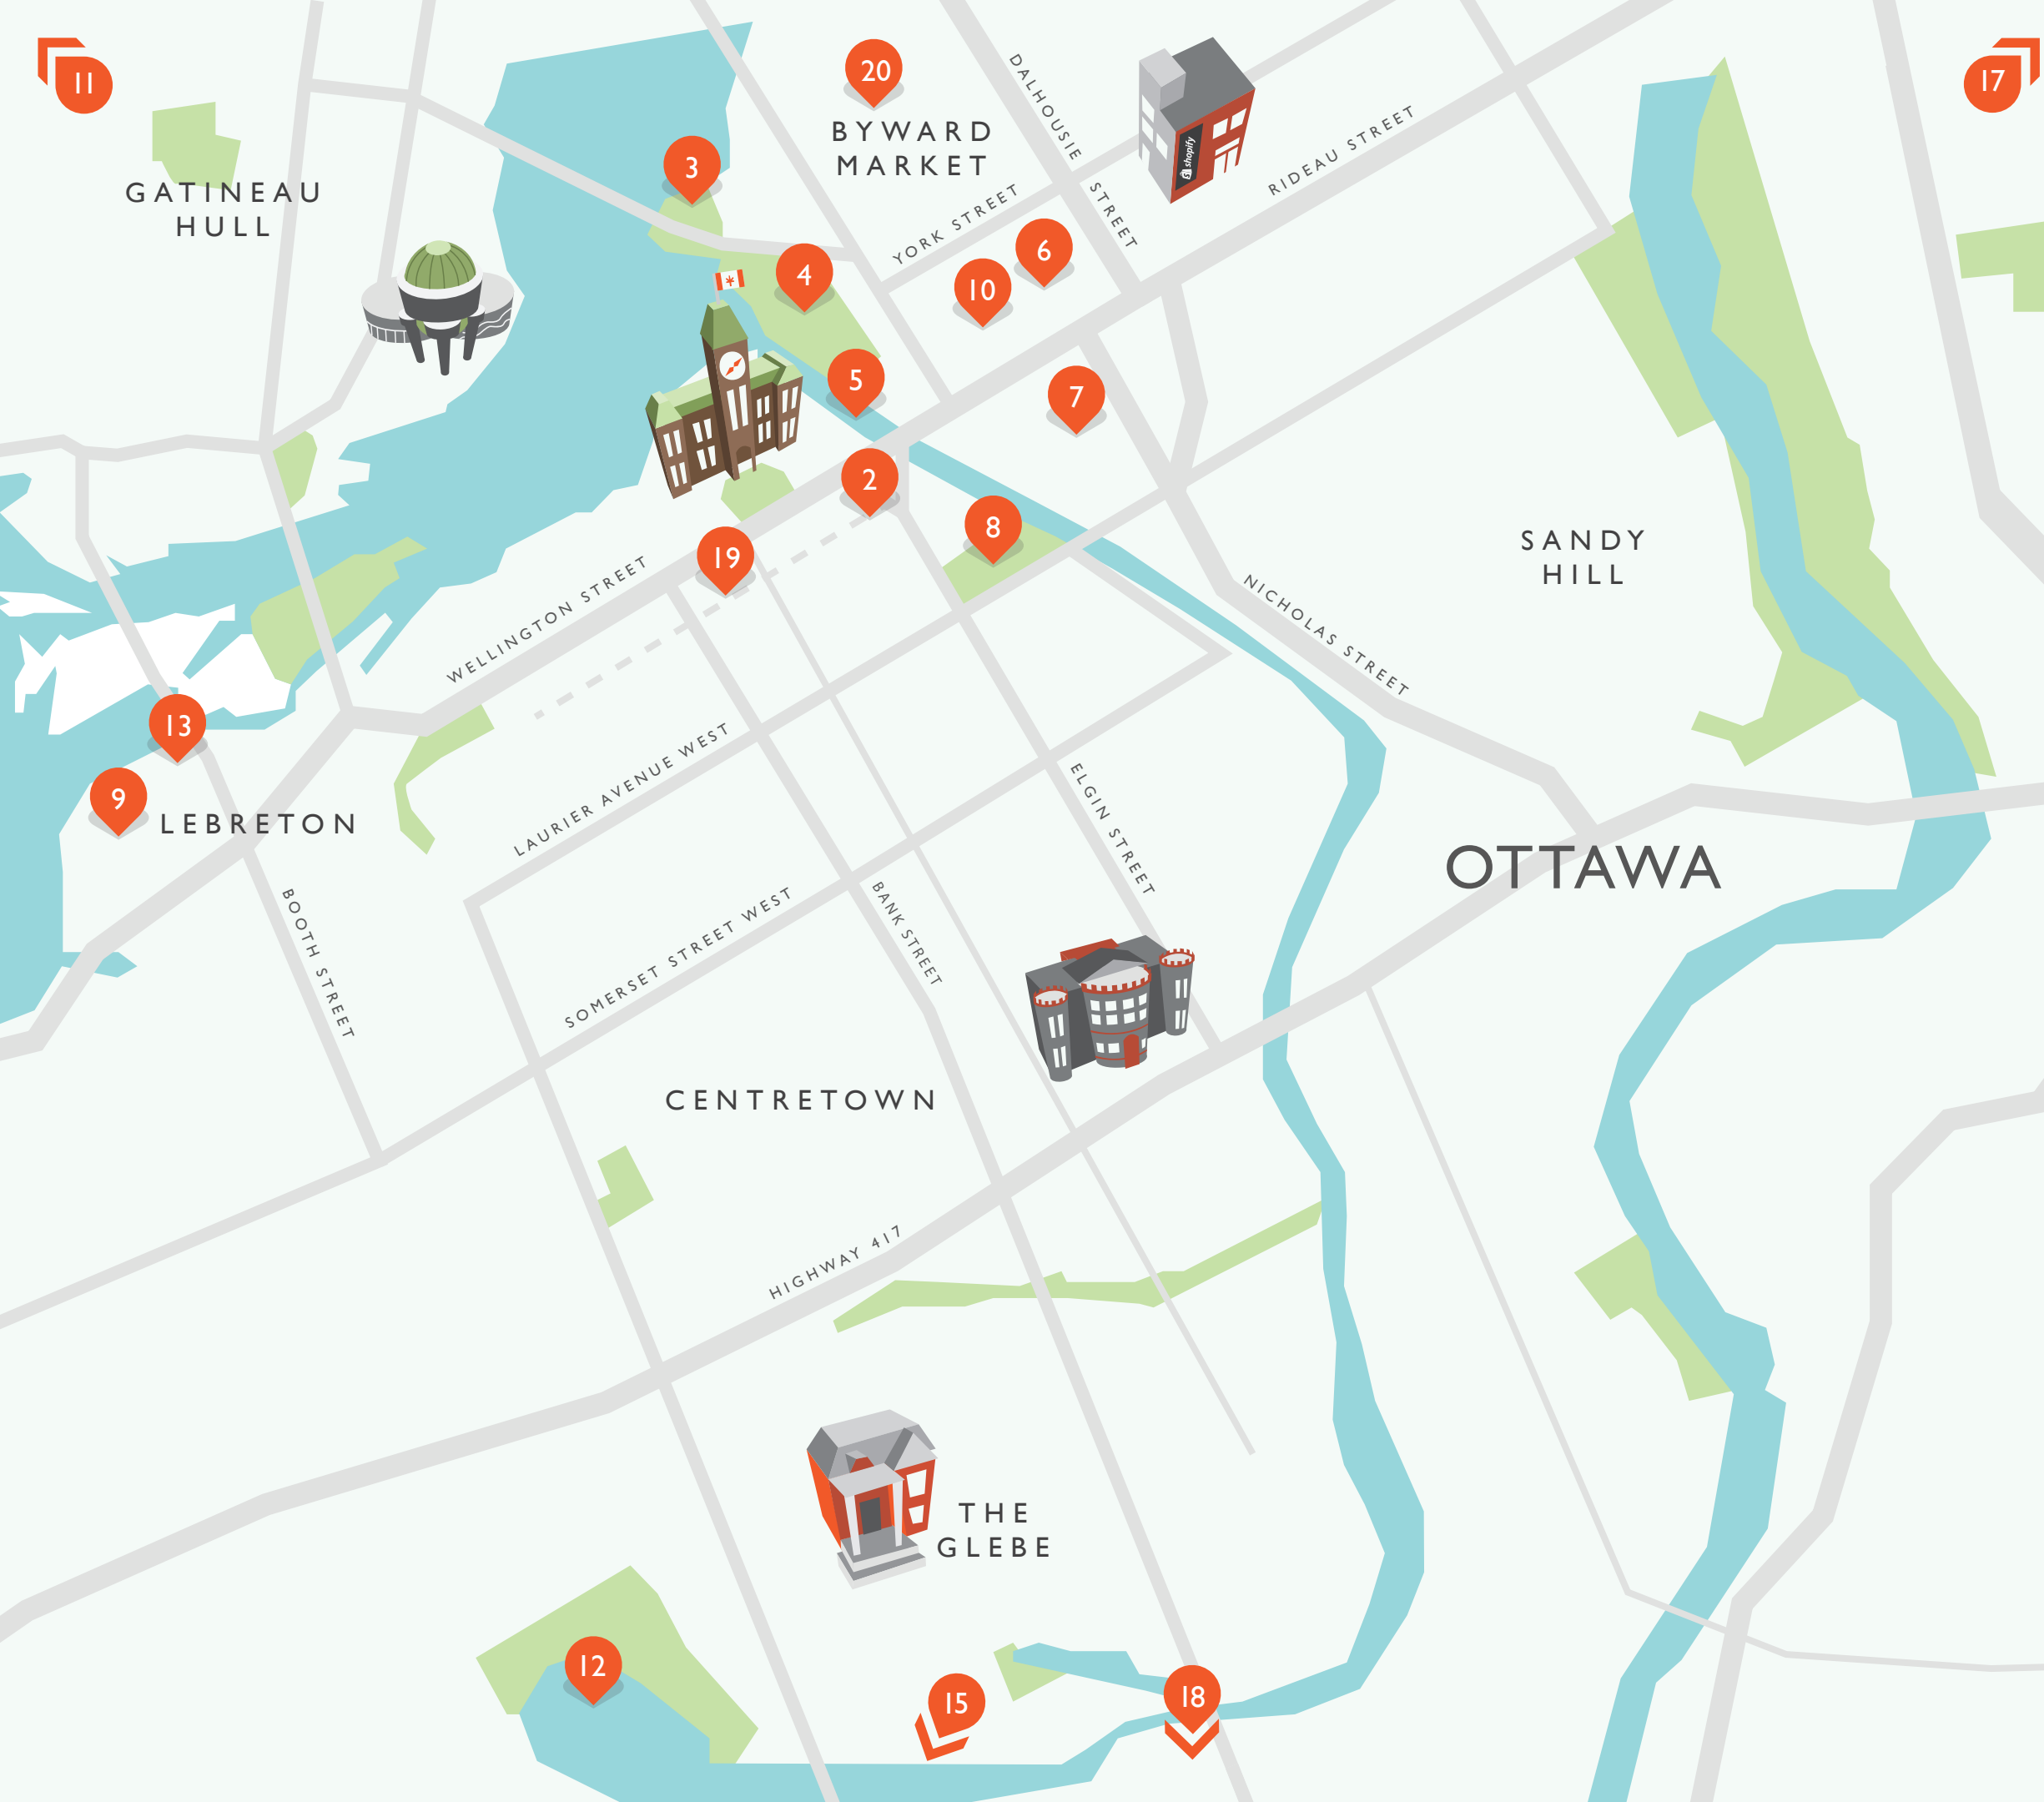 11
20
17
DALHOUSIE STREET
BYWARD
MARKET
shopify
RIDEAU STREET
3
GATINEAU
HULL
YORK STREET
6
4
10
5
7
2
8
19
SANDY
HILL
WELLINGTON STREET
NICHOLAS STREET
13
9
LEBRETON
LAURIER AVENUE WEST
ELGIN STREET
OTTAWA
BOOTH STREET
SOMERSET STREET WEST
BANK STREET
CENTRETOWN
HIGHWAY 417
THE
GLEBE
12
15
18